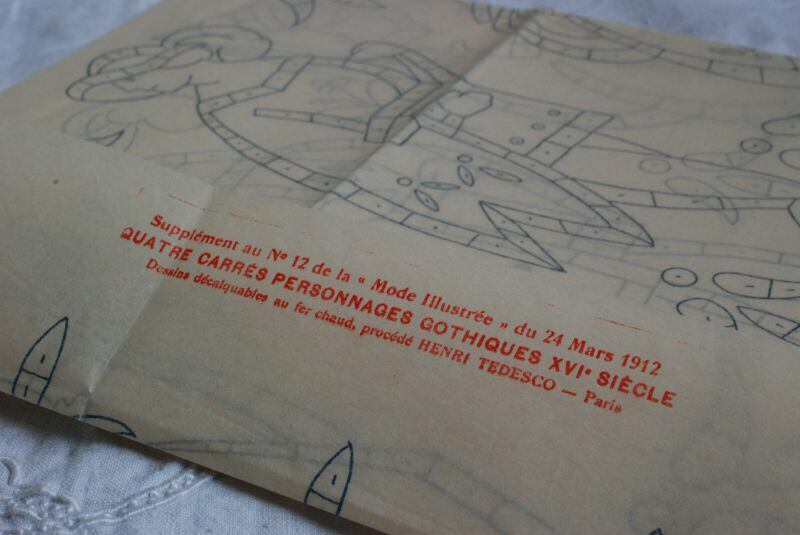 Supplément au Nº 12 de la « Mode Illustrée » du 24 Mars 1912
QUATRE CARRÉS PERSONNAGES GOTHIQUES XVIᵉ SIÈCLE
Dessins décalquables au fer chaud, procédé HENRI TEDESCO — Paris